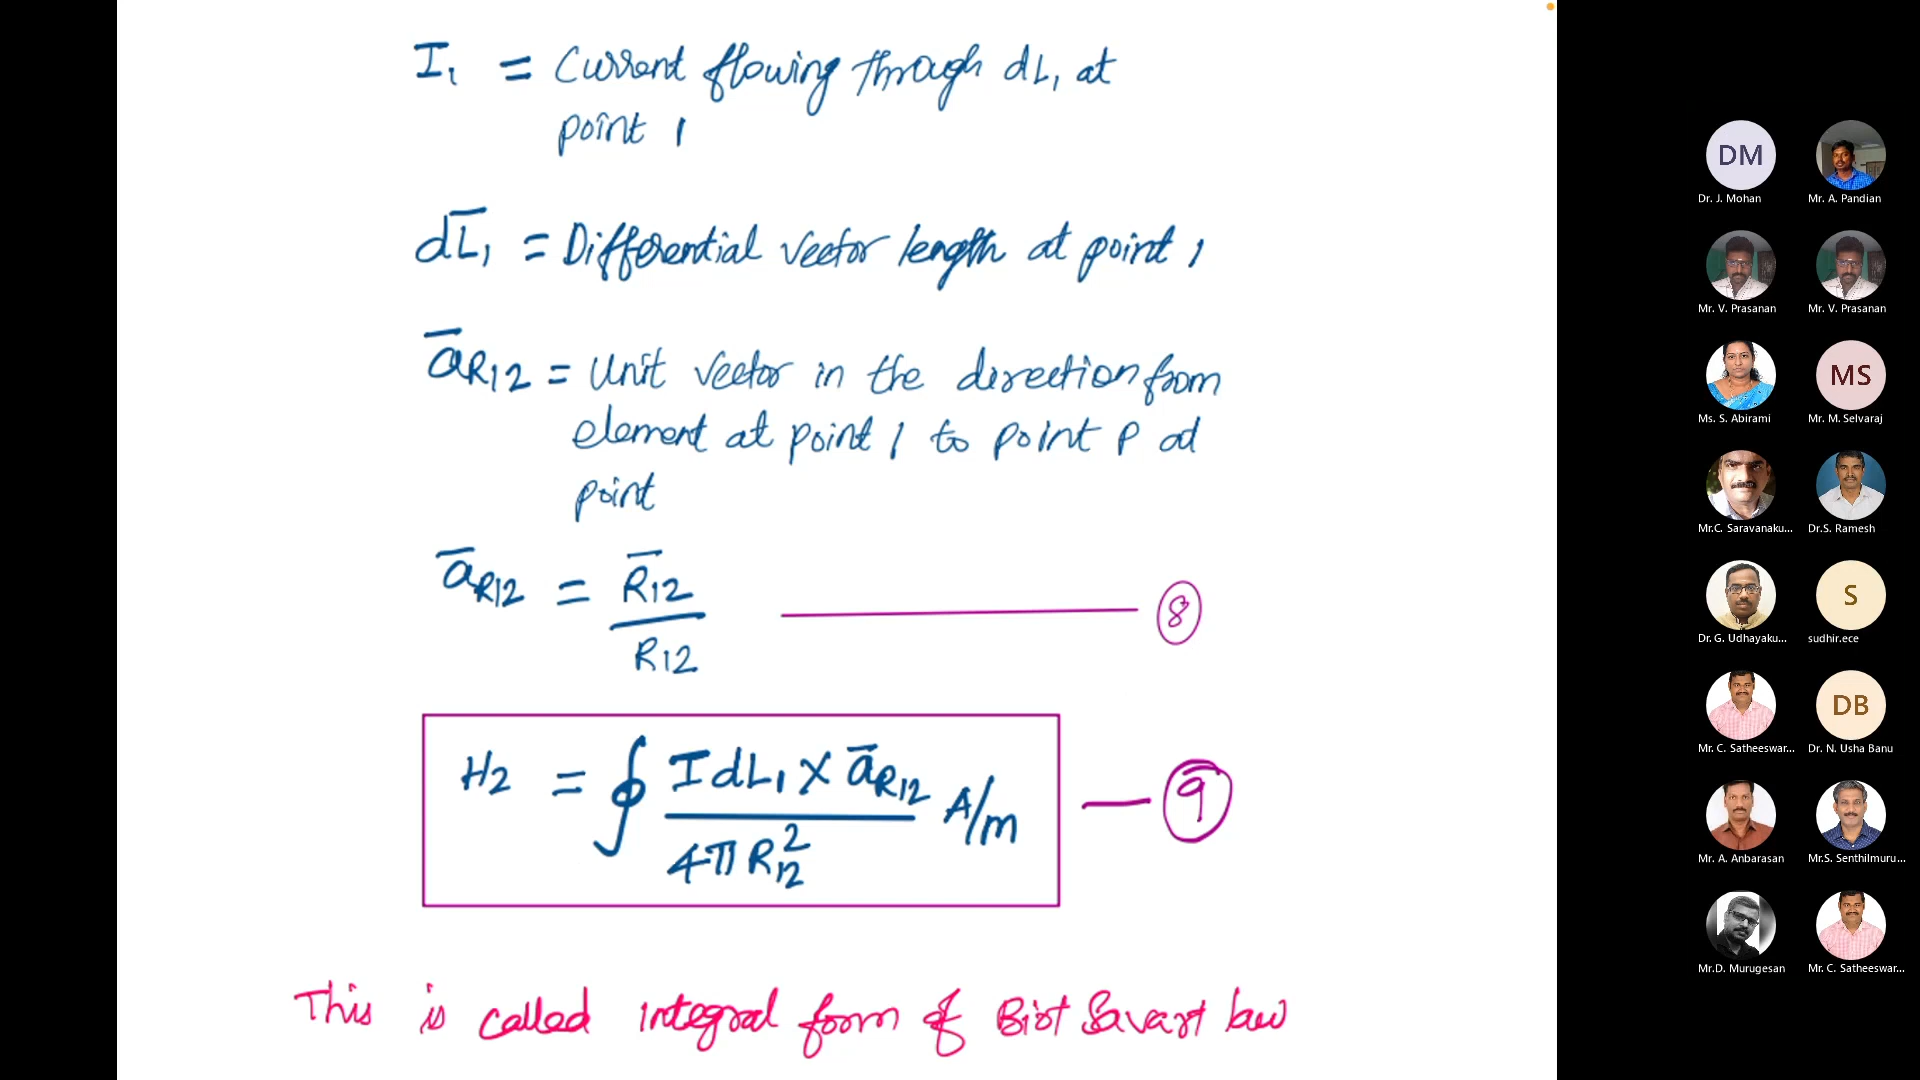 I₁ = Current flowing through dL₁ at
point 1
dL̅₁ = Differential vector length at point 1
a̅R12 = Unit vector in the direction from
element at point 1 to point P at
point
a̅R12 = R̅12 / R12 ——— ⑧
H2 = ∮ I dL₁ × a̅R12 / 4π R12² A/m — ⑨
This is called integral form of Biot Savart law
DM
Dr. J. Mohan
Mr. A. Pandian
Mr. V. Prasanan
Mr. V. Prasanan
Ms. S. Abirami
MS
Mr. M. Selvaraj
Mr.C. Saravanaku...
Dr.S. Ramesh
Dr. G. Udhayaku...
S
sudhir.ece
Mr. C. Satheeswar...
DB
Dr. N. Usha Banu
Mr. A. Anbarasan
Mr.S. Senthilmuru...
Mr.D. Murugesan
Mr. C. Satheeswar...